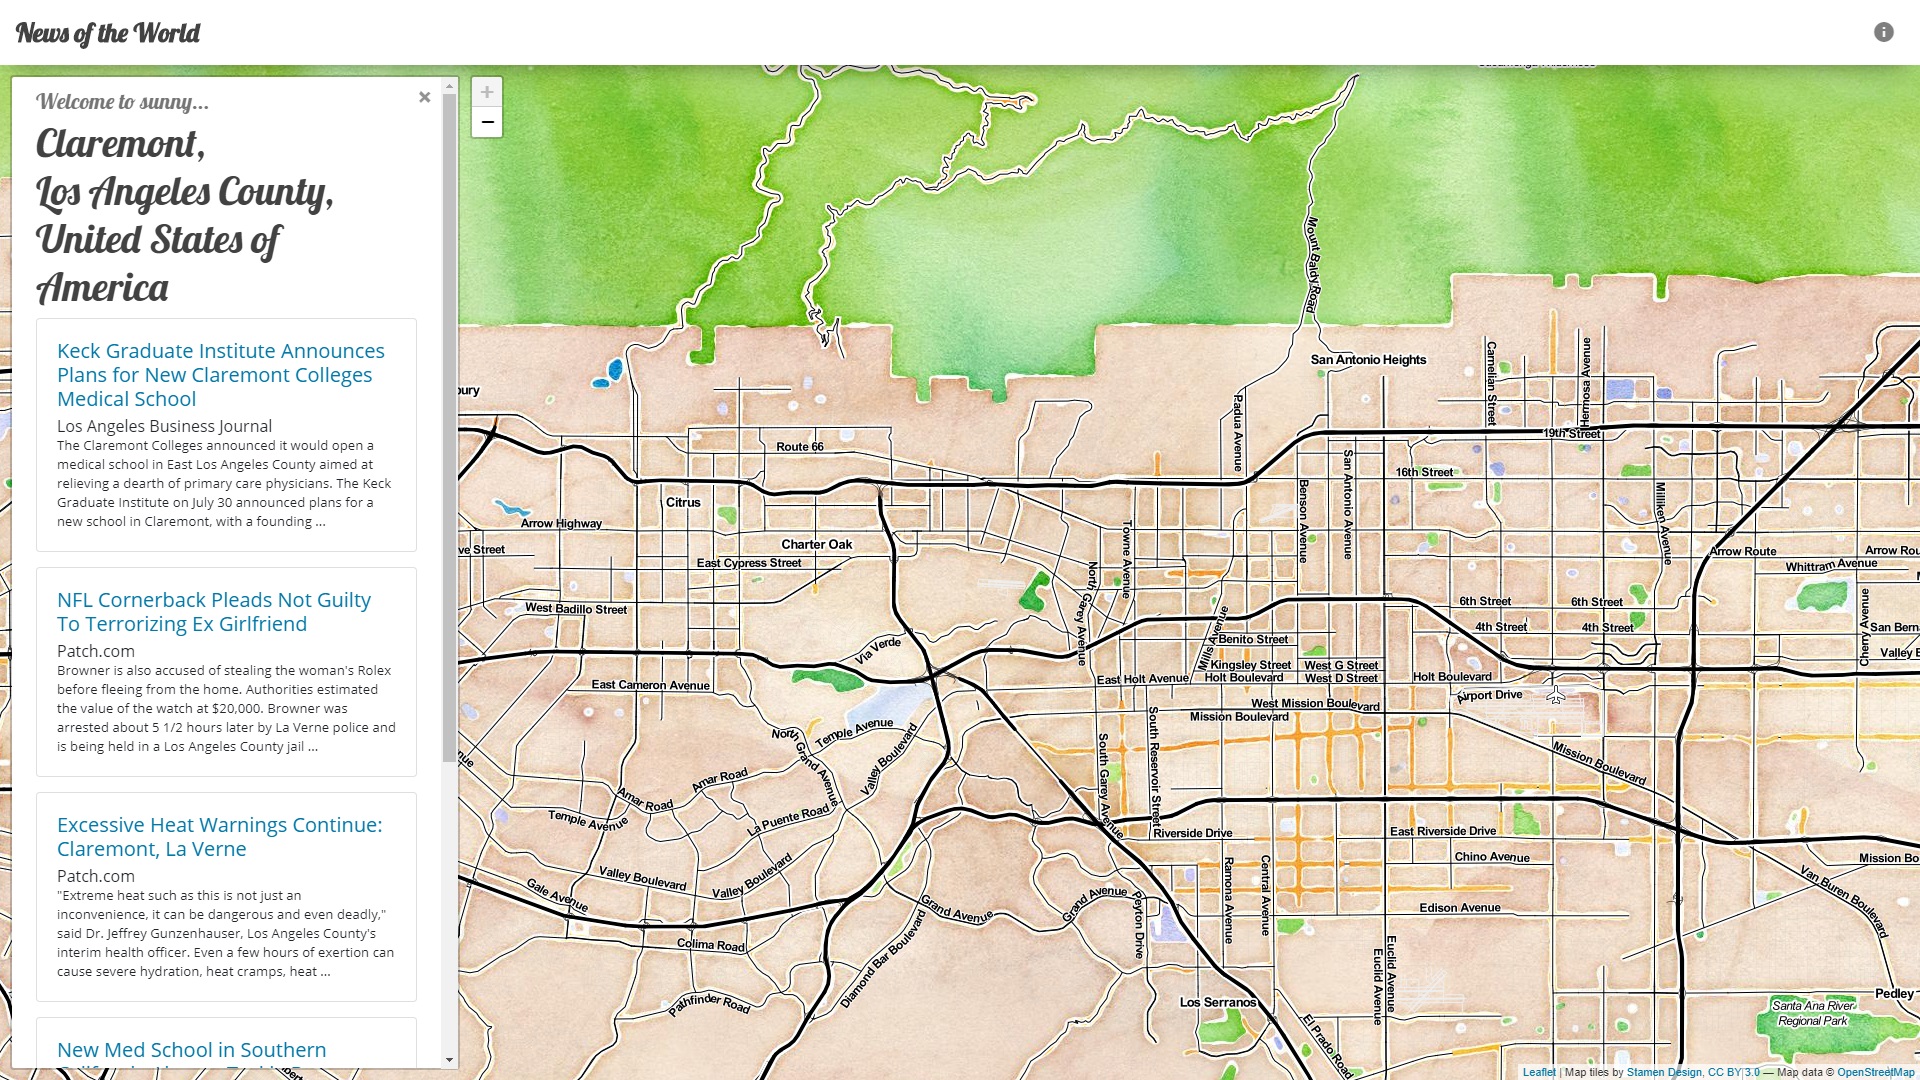 News of the World
Welcome to sunny...
Claremont,
Los Angeles County,
United States of
America
Keck Graduate Institute Announces
Plans for New Claremont Colleges
Medical School
Los Angeles Business Journal
The Claremont Colleges announced it would open a
medical school in East Los Angeles County aimed at
relieving a dearth of primary care physicians. The Keck
Graduate Institute on July 30 announced plans for a
new school in Claremont, with a founding ...
NFL Cornerback Pleads Not Guilty
To Terrorizing Ex Girlfriend
Patch.com
Browner is also accused of stealing the woman's Rolex
before fleeing from the home. Authorities estimated
the value of the watch at $20,000. Browner was
arrested about 5 1/2 hours later by La Verne police and
is being held in a Los Angeles County jail ...
Excessive Heat Warnings Continue:
Claremont, La Verne
Patch.com
"Extreme heat such as this is not just an
inconvenience, it can be dangerous and even deadly,"
said Dr. Jeffrey Gunzenhauser, Los Angeles County's
interim health officer. Even a few hours of exertion can
cause severe hydration, heat cramps, heat ...
New Med School in Southern
+
−
Mount Baldy Road
San Antonio Heights
Carnelian Street
Hermosa Avenue
bury
Padua Avenue
19th Street
Route 66
San Antonio Avenue
16th Street
Benson Avenue
Milliken Avenue
Citrus
Arrow Highway
Towne Avenue
Charter Oak
ve Street
Arrow Route
Arrow Rou
East Cypress Street
North Garey Avenue
Whittram Avenue
Cherry Avenue
West Badillo Street
6th Street
6th Street
4th Street
4th Street
San Bern
Mills Avenue
Benito Street
Via Verde
Valley B
Kingsley Street
West G Street
East Holt Avenue
Holt Boulevard
West D Street
Holt Boulevard
East Cameron Avenue
Airport Drive
West Mission Boulevard
Mission Boulevard
South Reservoir Street
South Garey Avenue
Temple Avenue
North Grand Avenue
Valley Boulevard
nue
Mission Boulevard
Amar Road
Amar Road
Temple Avenue
La Puente Road
Riverside Drive
East Riverside Drive
Chino Avenue
Mission Bo
Ramona Avenue
Central Avenue
Valley Boulevard
Valley Boulevard
Van Buren Boulevard
Gale Avenue
Grand Avenue
Grand Avenue
Peyton Drive
Edison Avenue
Colima Road
Diamond Bar Boulevard
Euclid Avenue
Euclid Avenue
Pathfinder Road
Los Serranos
Pedley
Santa Ana River
Regional Park
El Prado Road
Leaflet | Map tiles by Stamen Design, CC BY 3.0 — Map data © OpenStreetMap